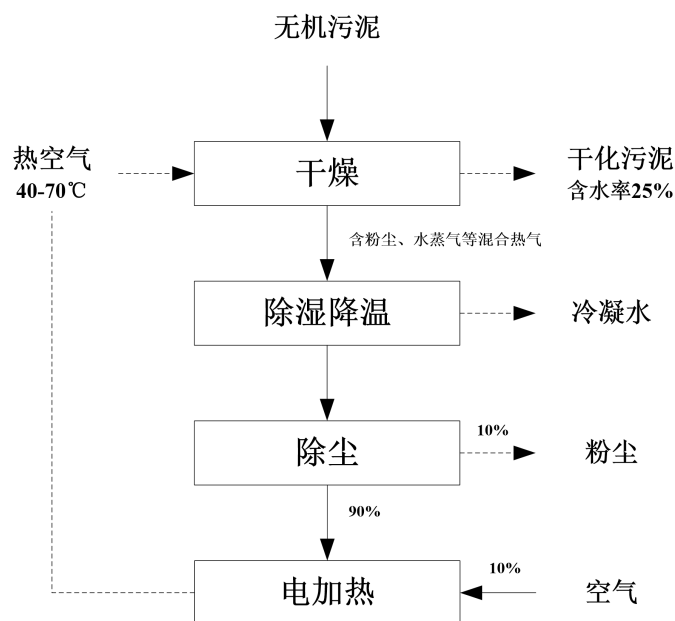 无机污泥
热空气
40-70℃
干燥
干化污泥
含水率25%
含粉尘、水蒸气等混合热气
除湿降温
冷凝水
除尘
10%
粉尘
90%
电加热
10%
空气